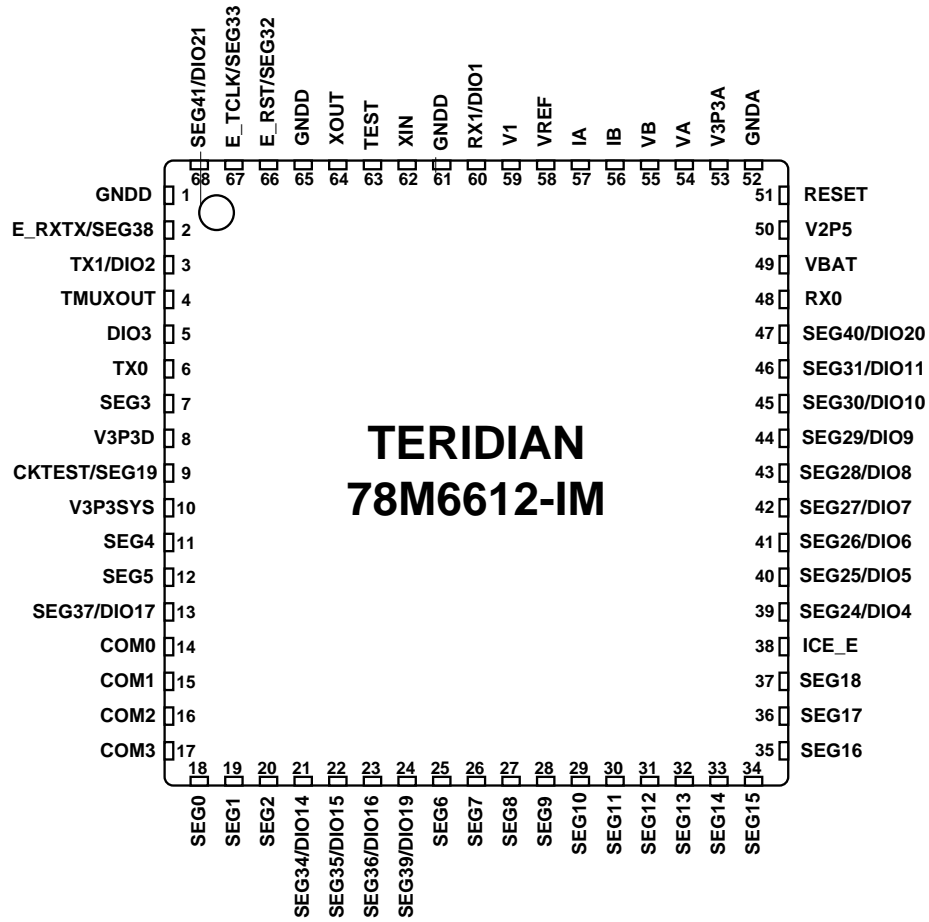 SEG41/DIO21
E_TCLK/SEG33
E_RST/SEG32
GNDD
XOUT
TEST
XIN
GNDD
RX1/DIO1
V1
VREF
IA
IB
VB
VA
V3P3A
GNDA
68 67 66 65 64 63 62 61 60 59 58 57 56 55 54 53 52
GNDD 1
E_RXTX/SEG38 2
TX1/DIO2 3
TMUXOUT 4
DIO3 5
TX0 6
SEG3 7
V3P3D 8
CKTEST/SEG19 9
V3P3SYS 10
SEG4 11
SEG5 12
SEG37/DIO17 13
COM0 14
COM1 15
COM2 16
COM3 17
TERIDIAN
78M6612-IM
51 RESET
50 V2P5
49 VBAT
48 RX0
47 SEG40/DIO20
46 SEG31/DIO11
45 SEG30/DIO10
44 SEG29/DIO9
43 SEG28/DIO8
42 SEG27/DIO7
41 SEG26/DIO6
40 SEG25/DIO5
39 SEG24/DIO4
38 ICE_E
37 SEG18
36 SEG17
35 SEG16
18 19 20 21 22 23 24 25 26 27 28 29 30 31 32 33 34
SEG0
SEG1
SEG2
SEG34/DIO14
SEG35/DIO15
SEG36/DIO16
SEG39/DIO19
SEG6
SEG7
SEG8
SEG9
SEG10
SEG11
SEG12
SEG13
SEG14
SEG15